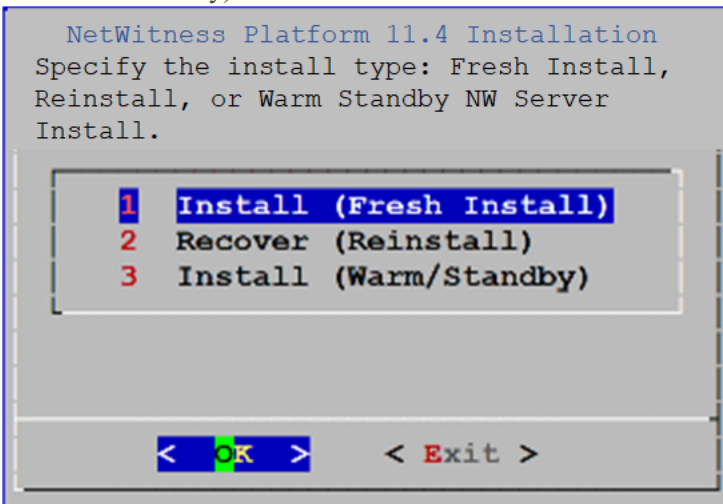 NetWitness Platform 11.4 Installation
Specify the install type: Fresh Install,
Reinstall, or Warm Standby NW Server
Install.
1 Install (Fresh Install)
2 Recover (Reinstall)
3 Install (Warm/Standby)
< OK > < Exit >